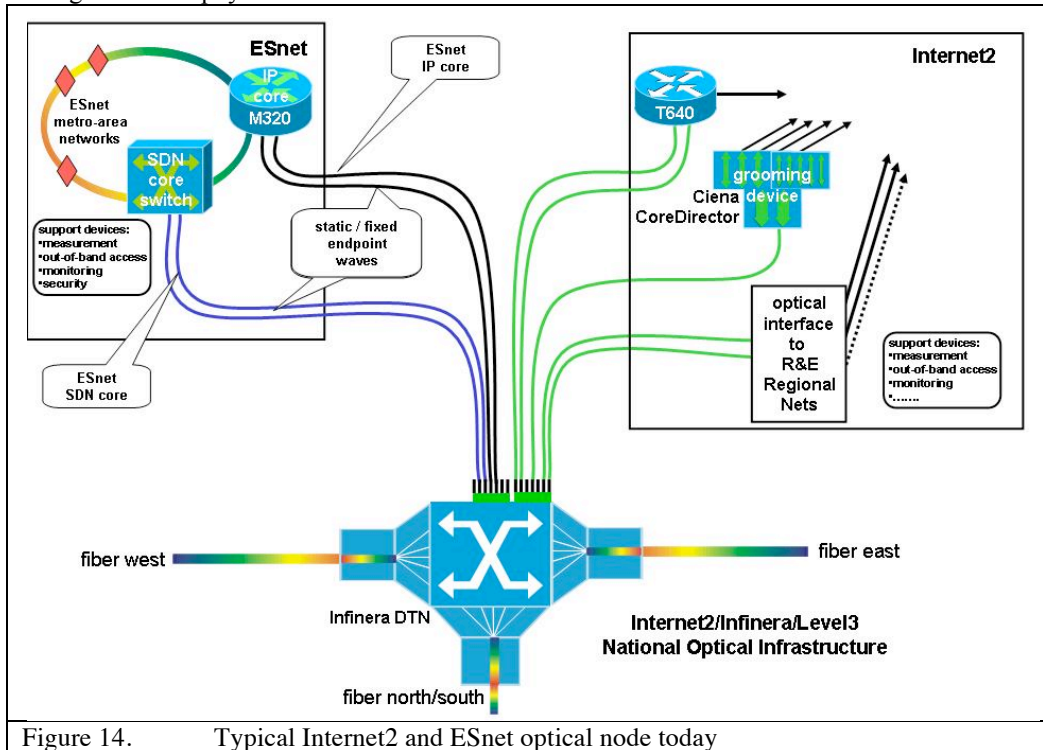 ESnet
ESnet
IP core
IP
core
M320
ESnet
metro-area
networks
SDN
core
switch
support devices:
•measurement
•out-of-band access
•monitoring
•security
static / fixed
endpoint
waves
ESnet
SDN core
Internet2
T640
grooming
device
Ciena
CoreDirector
optical
interface
to
R&E
Regional
Nets
support devices:
•measurement
•out-of-band access
•monitoring
•…….
fiber west
fiber east
Infinera DTN
Internet2/Infinera/Level3
National Optical Infrastructure
fiber north/south
Figure 14. Typical Internet2 and ESnet optical node today